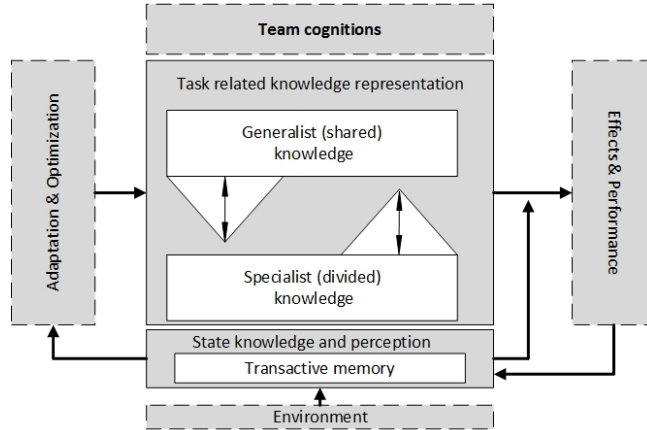 Team cognitions
Adaptation & Optimization
Task related knowledge representation
Generalist (shared)
knowledge
Specialist (divided)
knowledge
Effects & Performance
State knowledge and perception
Transactive memory
Environment